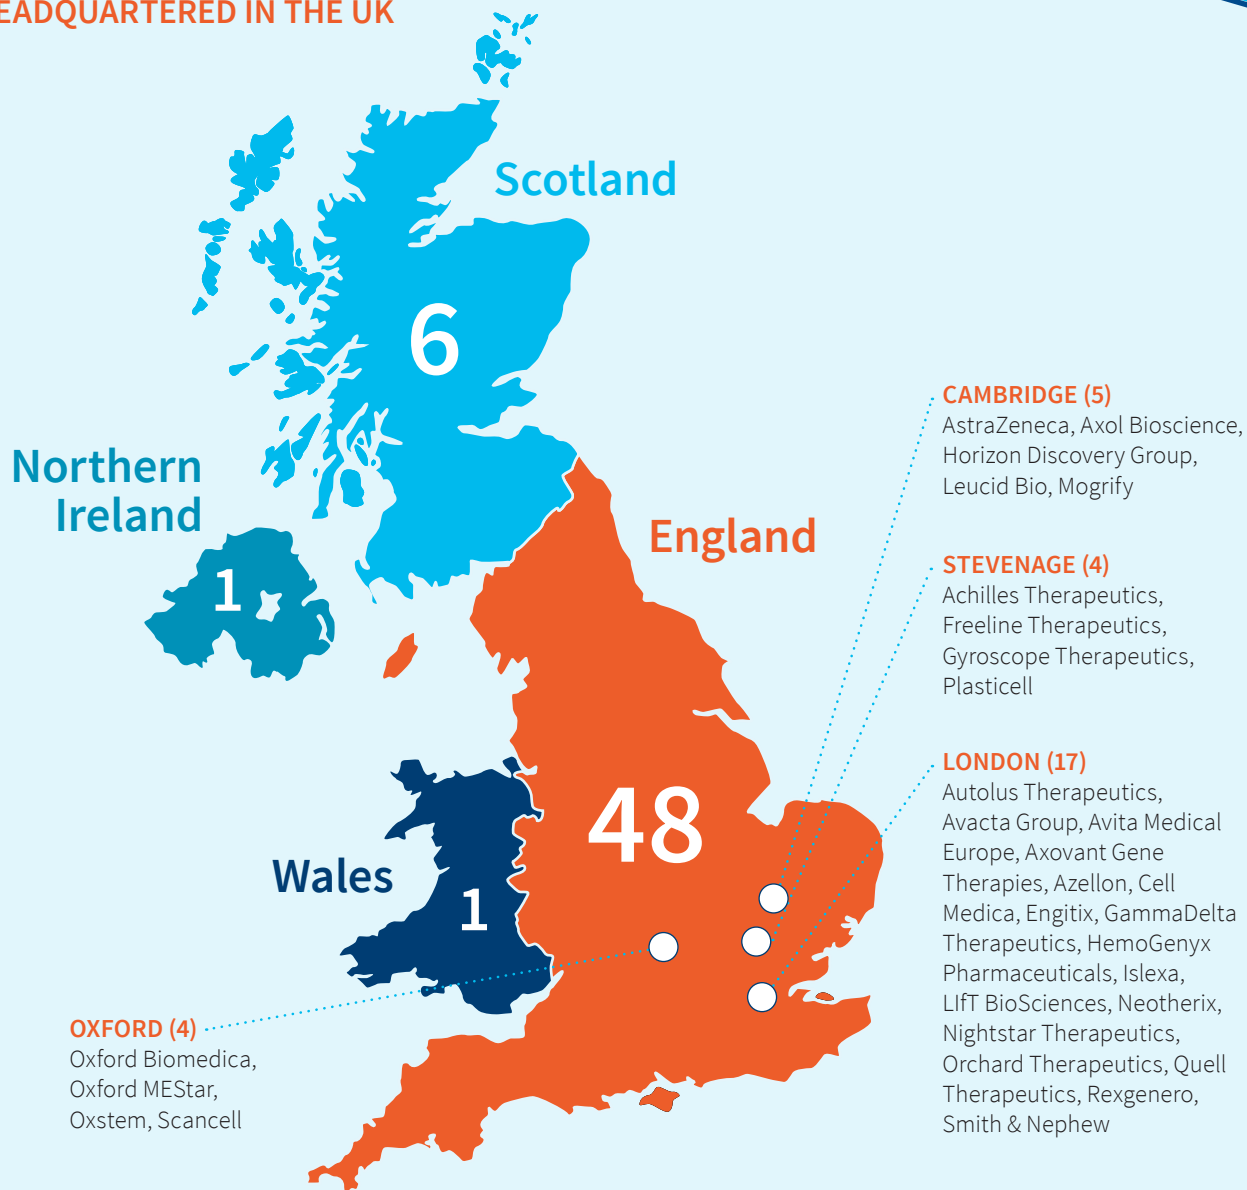 EADQUARTERED IN THE UK
Scotland
6
Northern
Ireland
1
England
48
Wales
1
CAMBRIDGE (5)
AstraZeneca, Axol Bioscience,
Horizon Discovery Group,
Leucid Bio, Mogrify
STEVENAGE (4)
Achilles Therapeutics,
Freeline Therapeutics,
Gyroscope Therapeutics,
Plasticell
LONDON (17)
Autolus Therapeutics,
Avacta Group, Avita Medical
Europe, Axovant Gene
Therapies, Azellon, Cell
Medica, Engitix, GammaDelta
Therapeutics, HemoGenyx
Pharmaceuticals, Islexa,
LIfT BioSciences, Neotherix,
Nightstar Therapeutics,
Orchard Therapeutics, Quell
Therapeutics, Rexgenero,
Smith & Nephew
OXFORD (4)
Oxford Biomedica,
Oxford MEStar,
Oxstem, Scancell